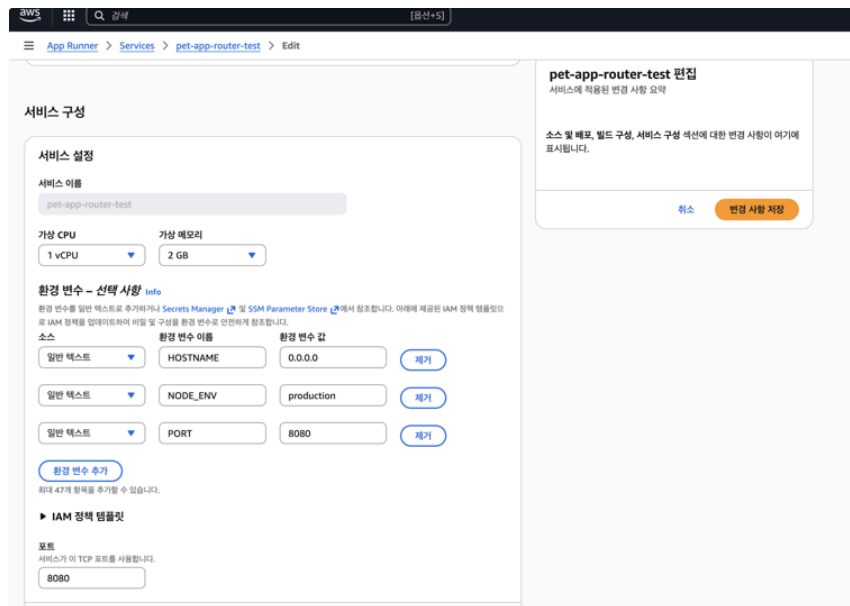 aws
검색
[옵션+S]
App Runner > Services > pet-app-router-test > Edit
서비스 구성
서비스 설정
서비스 이름
pet-app-router-test
가상 CPU 가상 메모리
1 vCPU 2 GB
환경 변수 – 선택 사항 Info
환경 변수를 일반 텍스트로 추가하거나 Secrets Manager 및 SSM Parameter Store 에서 참조합니다. 아래에 제공된 IAM 정책 템플릿으
로 IAM 정책을 업데이트하여 비밀 및 구성을 환경 변수로 안전하게 참조합니다.
소스 환경 변수 이름 환경 변수 값
일반 텍스트 HOSTNAME 0.0.0.0 제거
일반 텍스트 NODE_ENV production 제거
일반 텍스트 PORT 8080 제거
환경 변수 추가
최대 47개 항목을 추가할 수 있습니다.
IAM 정책 템플릿
포트
서비스가 이 TCP 포트를 사용합니다.
8080
pet-app-router-test 편집
서비스에 적용된 변경 사항 요약
소스 및 배포, 빌드 구성, 서비스 구성 섹션에 대한 변경 사항이 여기에
표시됩니다.
취소 변경 사항 저장